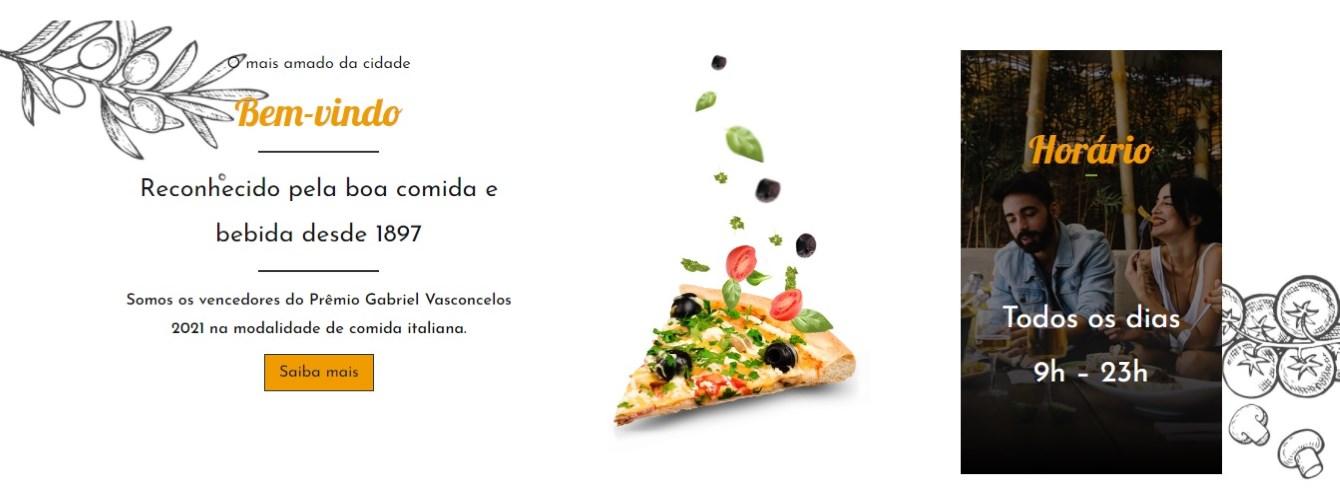 O mais amado da cidade
Bem-vindo
Reconhecido pela boa comida e
bebida desde 1897
Somos os vencedores do Prêmio Gabriel Vasconcelos
2021 na modalidade de comida italiana.
Saiba mais
Horário
Todos os dias
9h – 23h